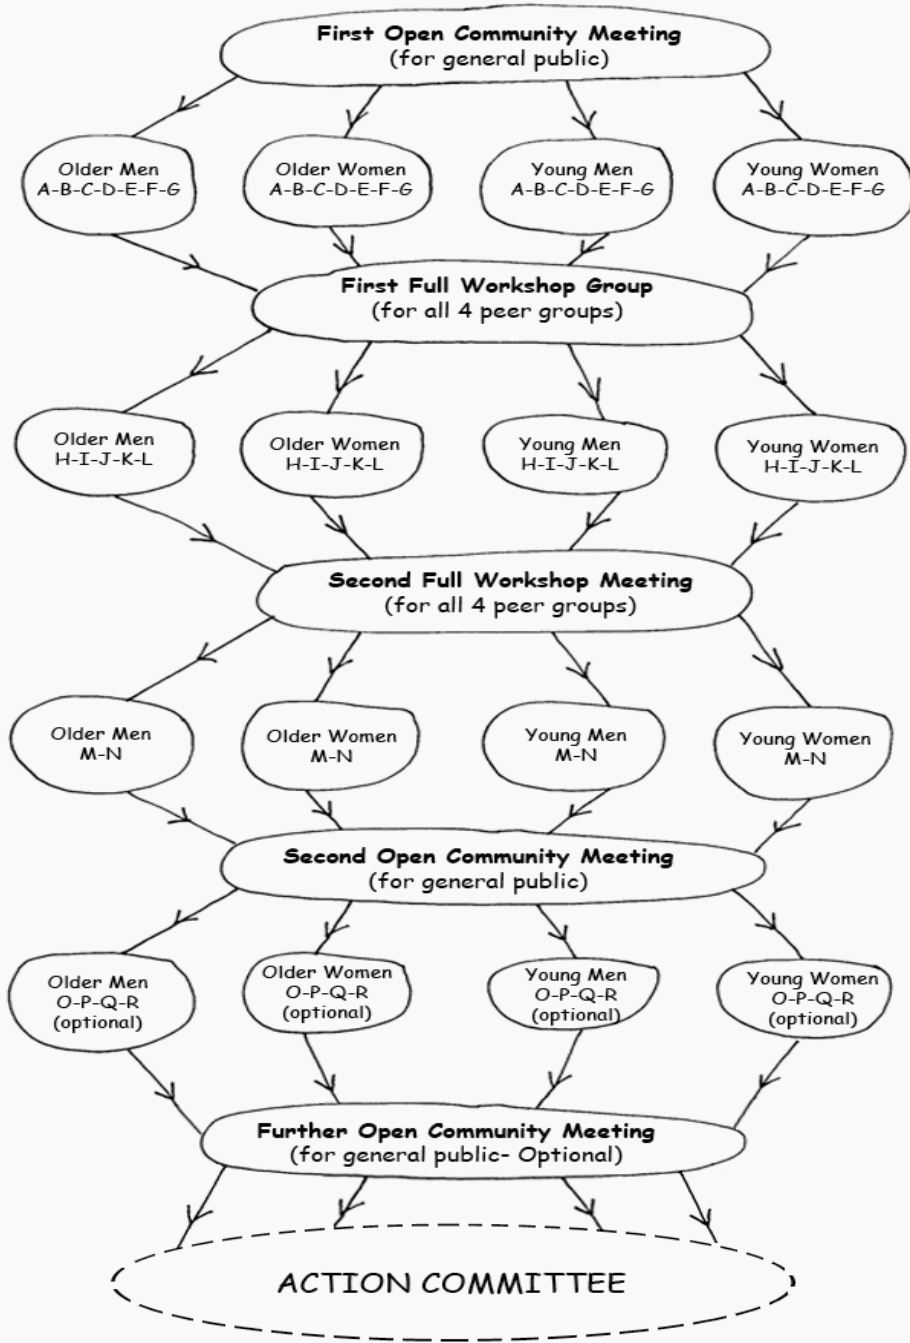 First Open Community Meeting
(for general public)
Older Men
A-B-C-D-E-F-G
Older Women
A-B-C-D-E-F-G
Young Men
A-B-C-D-E-F-G
Young Women
A-B-C-D-E-F-G
First Full Workshop Group
(for all 4 peer groups)
Older Men
H-I-J-K-L
Older Women
H-I-J-K-L
Young Men
H-I-J-K-L
Young Women
H-I-J-K-L
Second Full Workshop Meeting
(for all 4 peer groups)
Older Men
M-N
Older Women
M-N
Young Men
M-N
Young Women
M-N
Second Open Community Meeting
(for general public)
Older Men
O-P-Q-R
(optional)
Older Women
O-P-Q-R
(optional)
Young Men
O-P-Q-R
(optional)
Young Women
O-P-Q-R
(optional)
Further Open Community Meeting
(for general public- Optional)
ACTION COMMITTEE